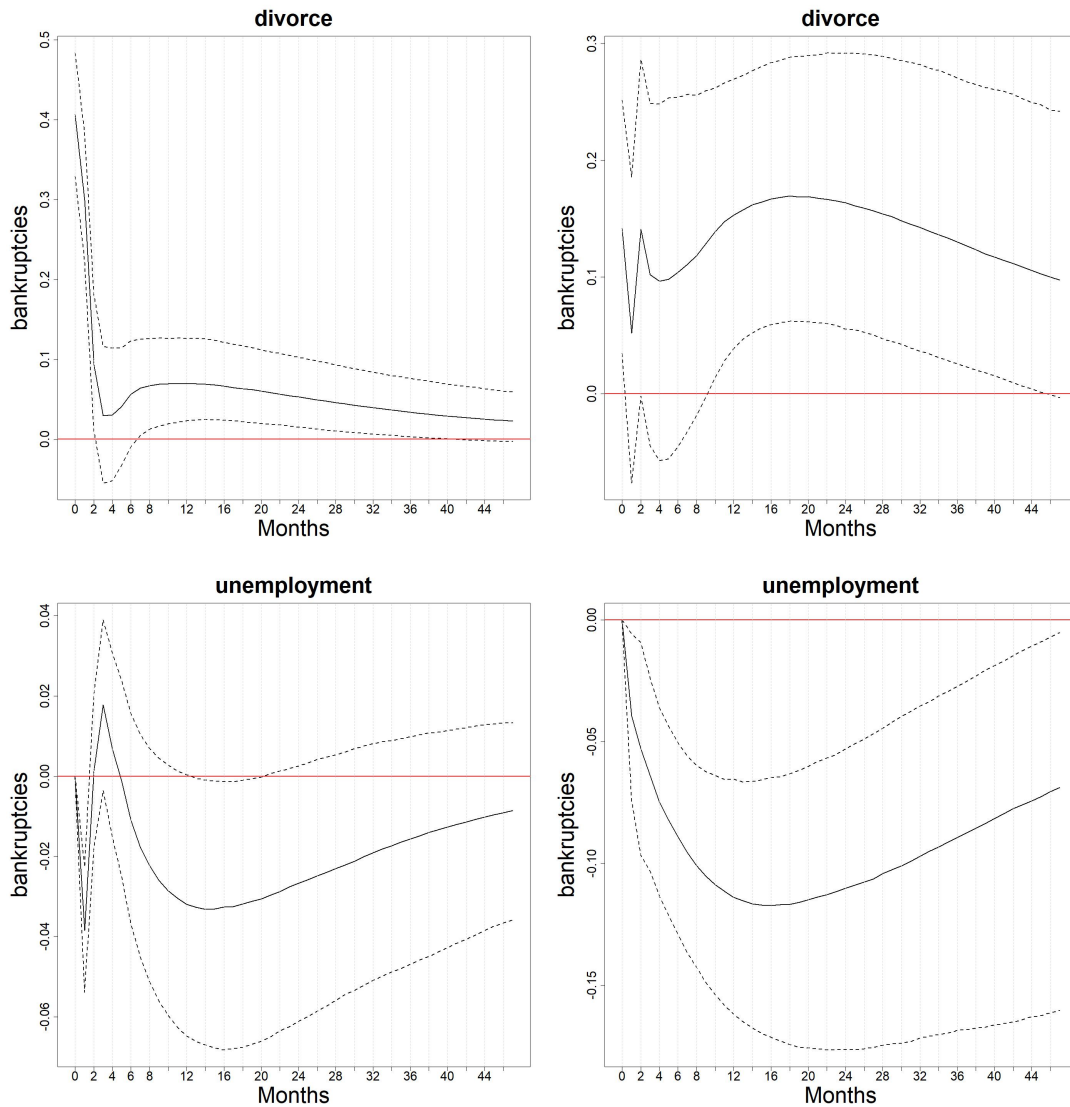 divorce
bankruptcies
0.0 0.1 0.2 0.3 0.4 0.5
0 2 4 6 8 12 16 20 24 28 32 36 40 44
Months
divorce
bankruptcies
0.0 0.1 0.2 0.3
0 2 4 6 8 12 16 20 24 28 32 36 40 44
Months
unemployment
bankruptcies
-0.06 -0.04 -0.02 0.00 0.02 0.04
0 2 4 6 8 12 16 20 24 28 32 36 40 44
Months
unemployment
bankruptcies
-0.15 -0.10 -0.05 0.00
0 2 4 6 8 12 16 20 24 28 32 36 40 44
Months